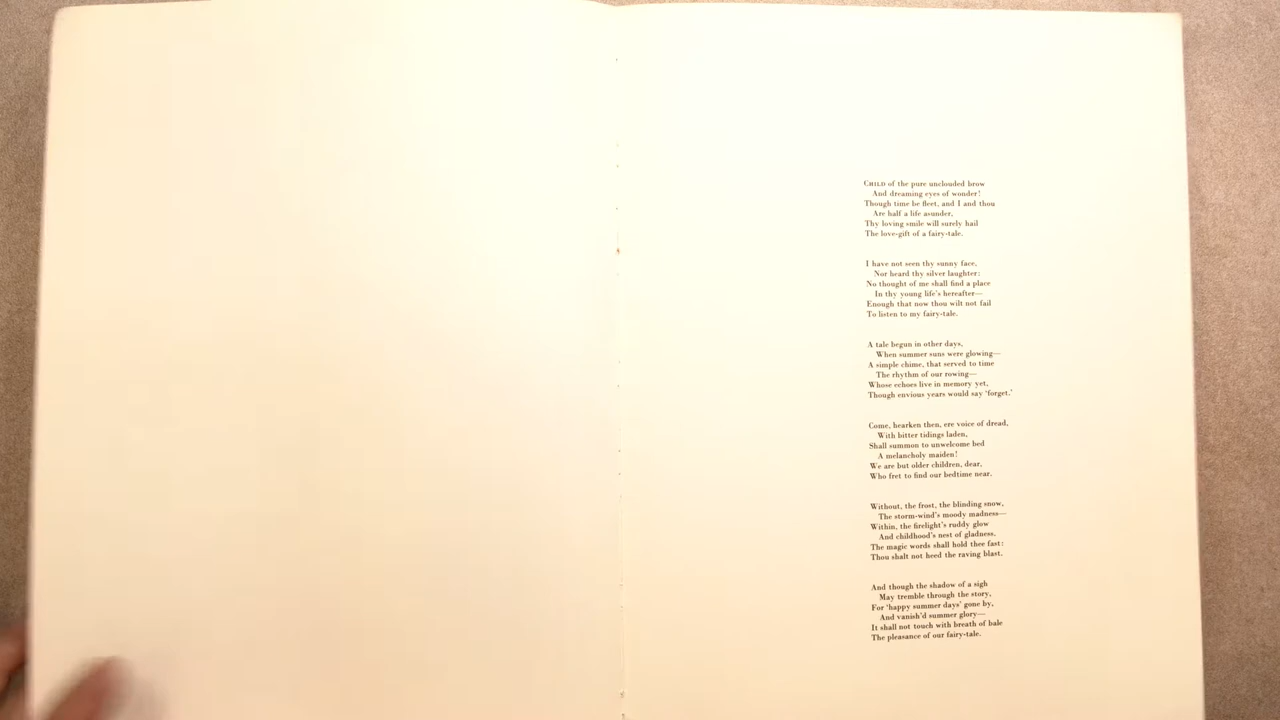 CHILD of the pure unclouded brow
And dreaming eyes of wonder!
Though time be fleet, and I and thou
Are half a life asunder,
Thy loving smile will surely hail
The love-gift of a fairy-tale.
I have not seen thy sunny face,
Nor heard thy silver laughter:
No thought of me shall find a place
In thy young life's hereafter—
Enough that now thou wilt not fail
To listen to my fairy-tale.
A tale begun in other days,
When summer suns were glowing—
A simple chime, that served to time
The rhythm of our rowing—
Whose echoes live in memory yet,
Though envious years would say 'forget.'
Come, hearken then, ere voice of dread,
With bitter tidings laden,
Shall summon to unwelcome bed
A melancholy maiden!
We are but older children, dear,
Who fret to find our bedtime near.
Without, the frost, the blinding snow,
The storm-wind's moody madness—
Within, the firelight's ruddy glow
And childhood's nest of gladness.
The magic words shall hold thee fast:
Thou shalt not heed the raving blast.
And though the shadow of a sigh
May tremble through the story,
For 'happy summer days' gone by,
And vanish'd summer glory—
It shall not touch with breath of bale
The pleasance of our fairy-tale.